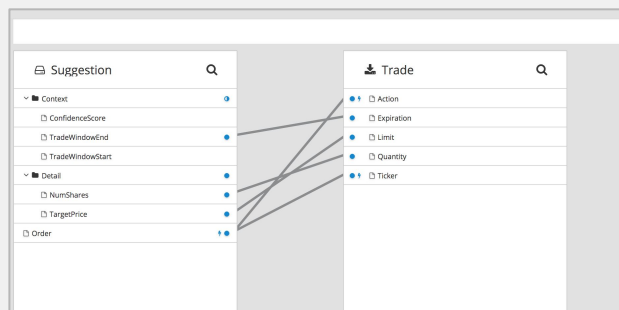 Suggestion
Context
ConfidenceScore
TradeWindowEnd
TradeWindowStart
Detail
NumShares
TargetPrice
Order
Trade
Action
Expiration
Limit
Quantity
Ticker